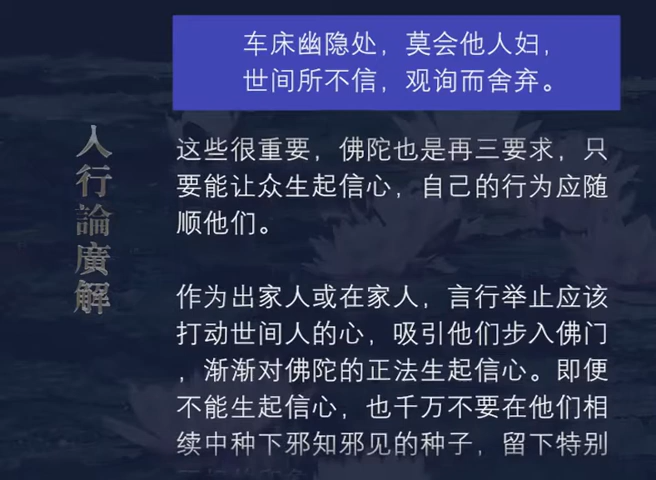 车床幽隐处，莫会他人妇，
世间所不信，观询而舍弃。
入行論廣解
这些很重要，佛陀也是再三要求，只
要能让众生起信心，自己的行为应随
顺他们。
作为出家人或在家人，言行举止应该
打动世间人的心，吸引他们步入佛门
，渐渐对佛陀的正法生起信心。即便
不能生起信心，也千万不要在他们相
续中种下邪知邪见的种子，留下特别